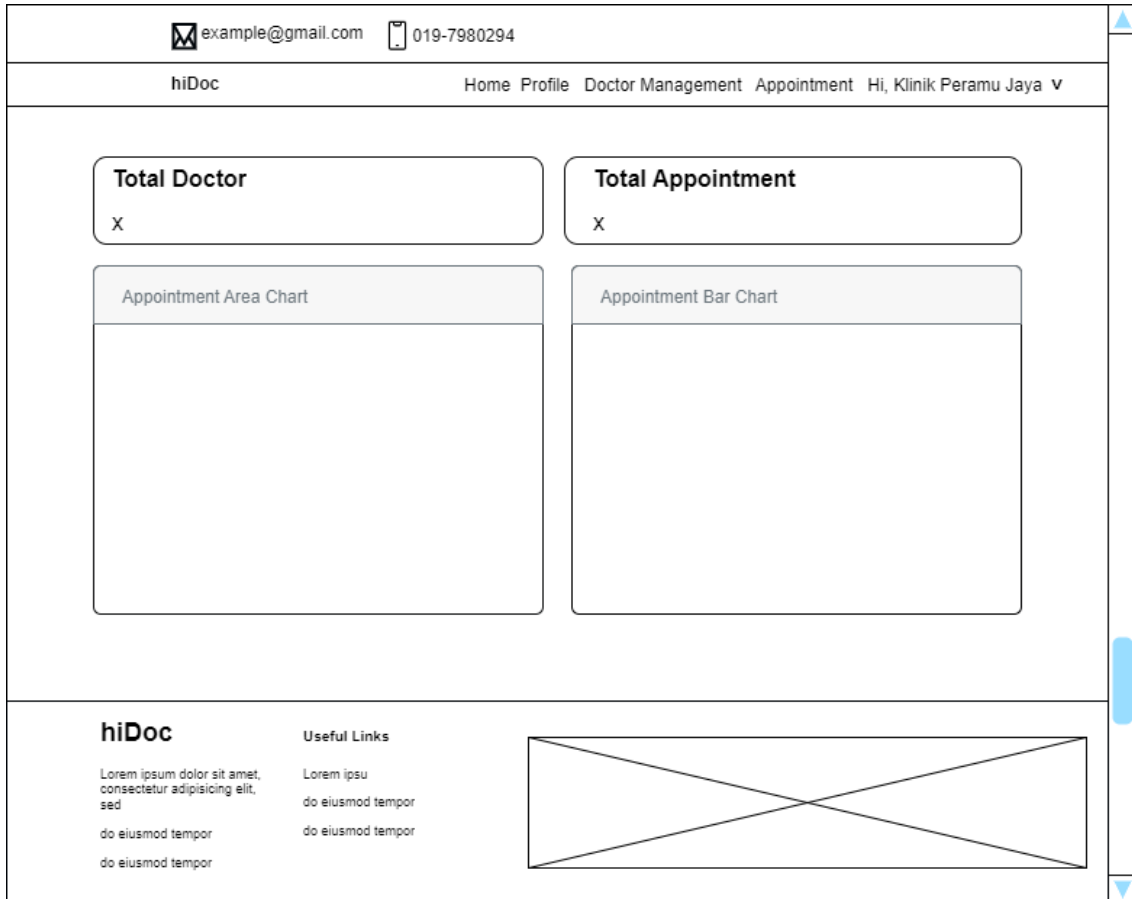 example@gmail.com
019-7980294
hiDoc
Home Profile Doctor Management Appointment Hi, Klinik Peramu Jaya v
Total Doctor
X
Total Appointment
X
Appointment Area Chart
Appointment Bar Chart
hiDoc
Lorem ipsum dolor sit amet,
consectetur adipisicing elit,
sed
do eiusmod tempor
do eiusmod tempor
Useful Links
Lorem ipsu
do eiusmod tempor
do eiusmod tempor